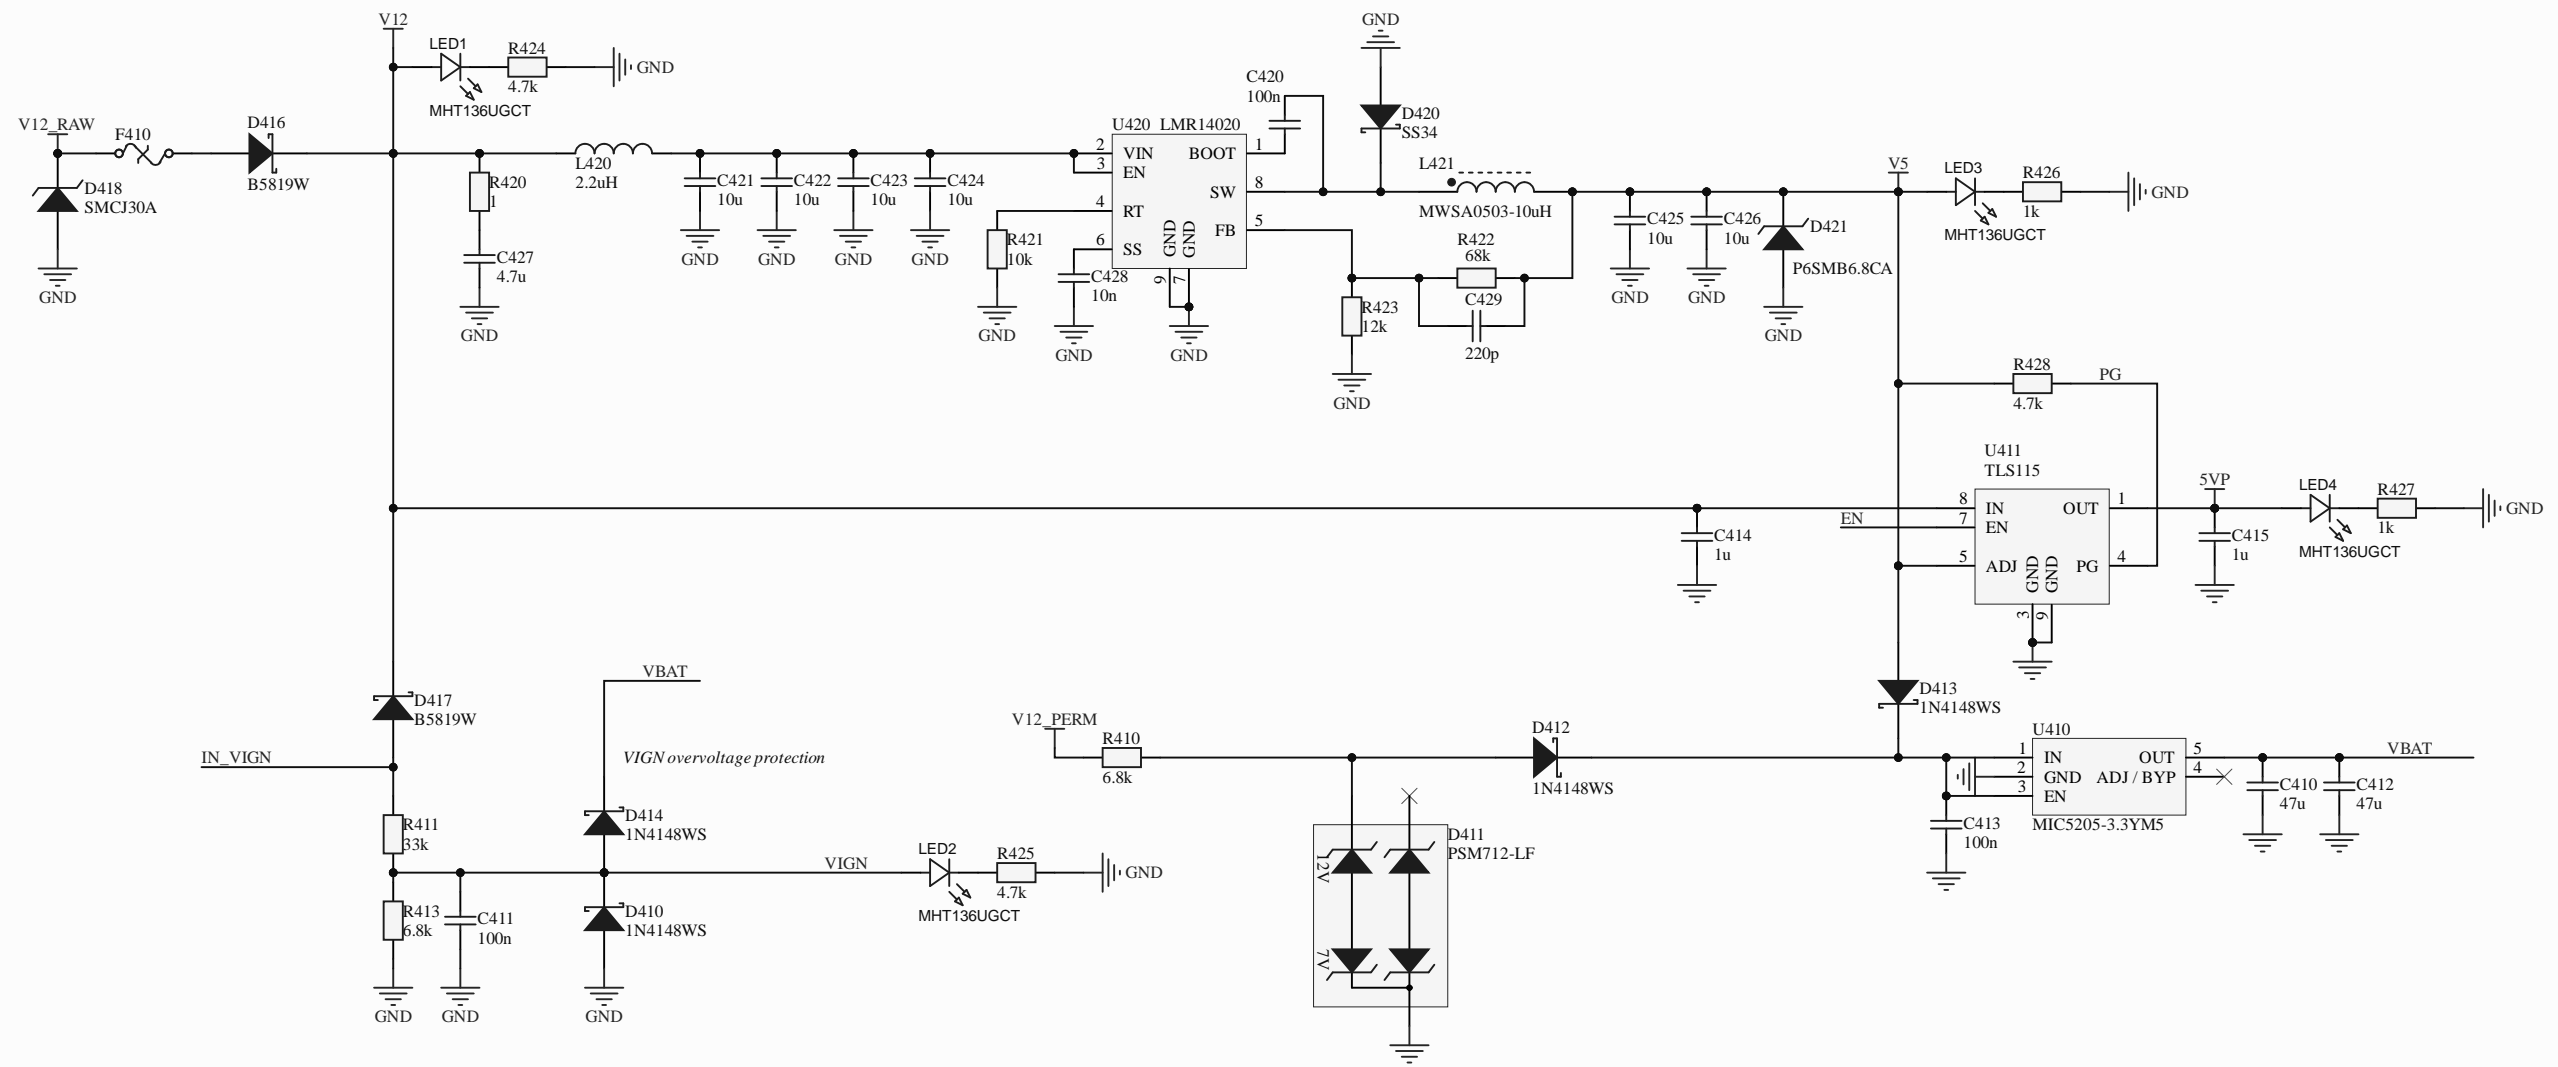 V12
LED1
R424
4.7k
GND
MHT136UGCT
V12_RAW
F410
D416
B5819W
D418
SMCJ30A
GND
R420
1
C427
4.7u
GND
L420
2.2uH
C421
10u
GND
C422
10u
GND
C423
10u
GND
C424
10u
GND
U420 LMR14020
2 VIN
3 EN
4 RT
6 SS
BOOT 1
SW 8
FB 5
GND
GND
9
7
GND
R421
10k
GND
C428
10n
GND
C420
100n
GND
D420
SS34
L421
MWSA0503-10uH
R422
68k
C429
220p
R423
12k
GND
C425
10u
GND
C426
10u
GND
D421
P6SMB6.8CA
GND
V5
LED3
R426
1k
GND
MHT136UGCT
R428
4.7k
PG
U411
TLS115
8 IN
7 EN
5 ADJ
OUT 1
PG 4
GND
GND
3
9
EN
C414
1u
5VP
C415
1u
LED4
R427
1k
GND
MHT136UGCT
D417
B5819W
IN_VIGN
R411
33k
R413
6.8k
GND
C411
100n
GND
VBAT
VIGN overvoltage protection
D414
1N4148WS
D410
1N4148WS
GND
VIGN
LED2
R425
4.7k
GND
MHT136UGCT
V12_PERM
R410
6.8k
D412
1N4148WS
D411
PSM712-LF
12V
7V
D413
1N4148WS
U410
1 IN
2 GND
3 EN
OUT 5
ADJ / BYP 4
MIC5205-3.3YM5
C413
100n
VBAT
C410
47u
C412
47u